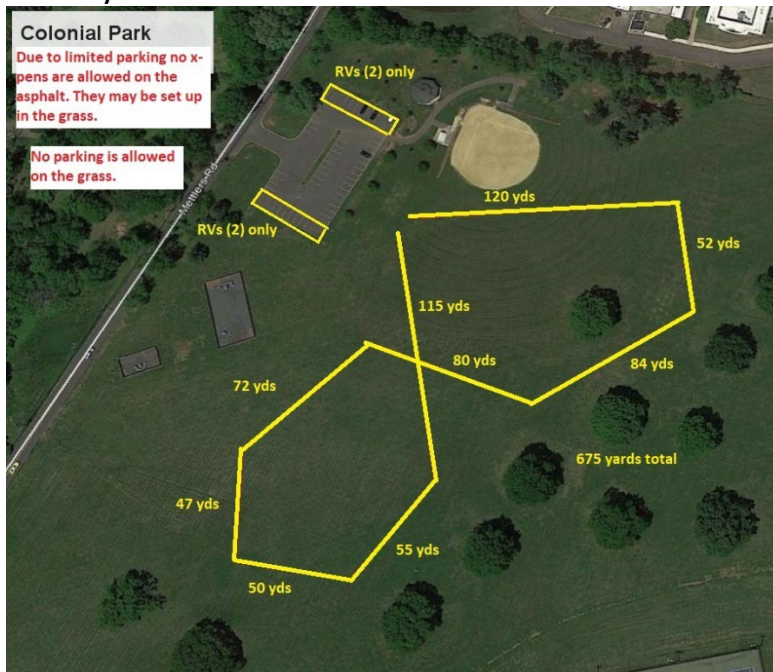 Colonial Park
Due to limited parking no x-
pens are allowed on the
asphalt. They may be set up
in the grass.
No parking is allowed
on the grass.
RVs (2) only
RVs (2) only
Mettlers Rd
120 yds
52 yds
115 yds
80 yds
84 yds
72 yds
675 yards total
47 yds
55 yds
50 yds